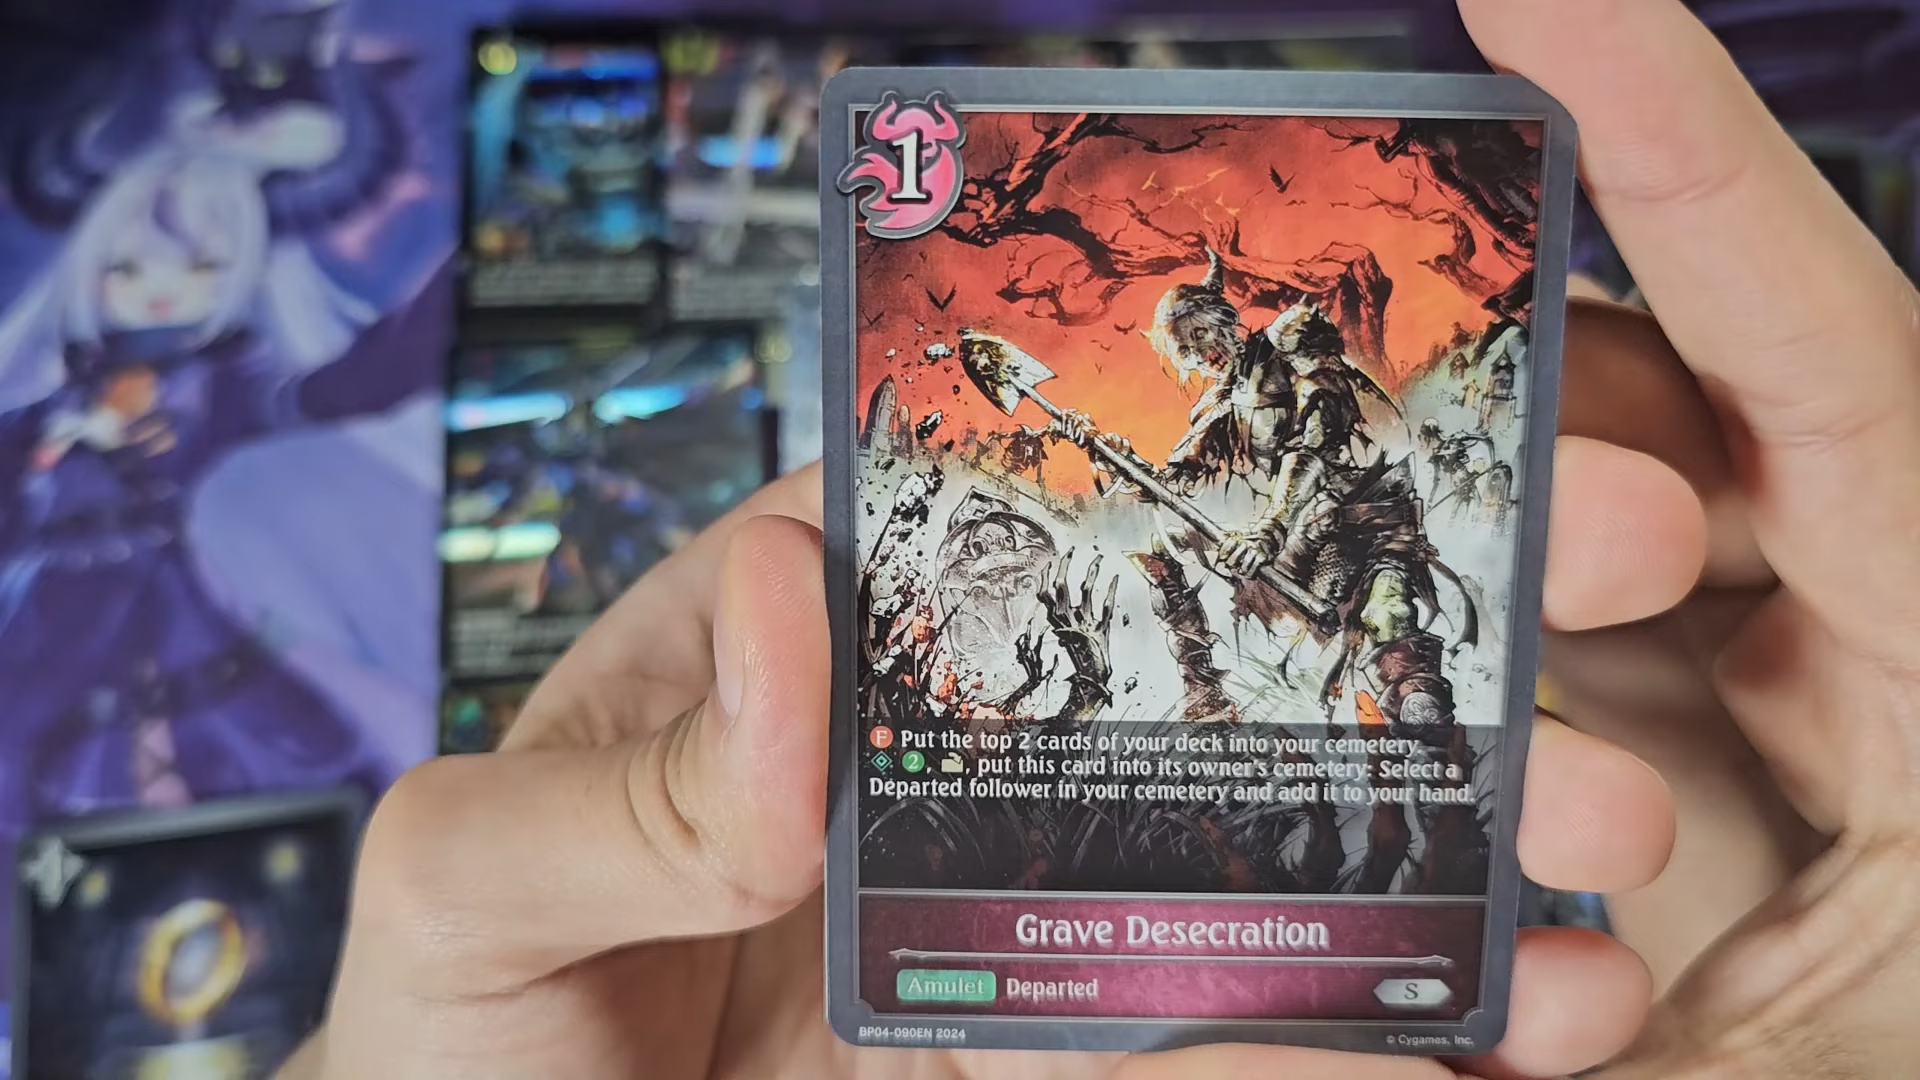 1
F Put the top 2 cards of your deck into your cemetery.
2, , put this card into its owner's cemetery: Select a
Departed follower in your cemetery and add it to your hand.
Grave Desecration
Amulet Departed
S
BP04-090EN 2024
© Cygames, Inc.